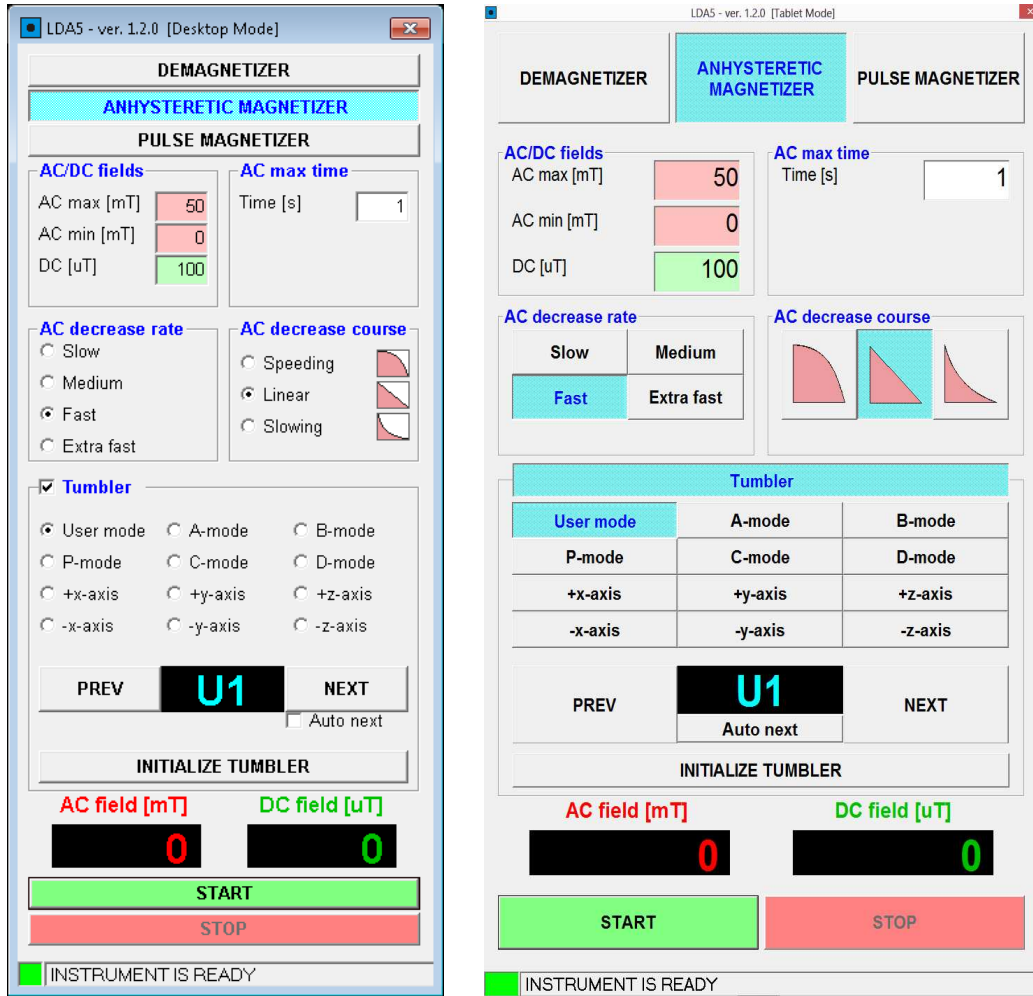 LDA5 - ver. 1.2.0 [Desktop Mode]
DEMAGNETIZER
ANHYSTERETIC MAGNETIZER
PULSE MAGNETIZER
AC/DC fields
AC max [mT] 50
AC min [mT] 0
DC [uT] 100
AC max time
Time [s] 1
AC decrease rate
Slow
Medium
Fast
Extra fast
AC decrease course
Speeding
Linear
Slowing
Tumbler
User mode A-mode B-mode
P-mode C-mode D-mode
+x-axis +y-axis +z-axis
-x-axis -y-axis -z-axis
PREV U1 NEXT
Auto next
INITIALIZE TUMBLER
AC field [mT] DC field [uT]
0 0
START
STOP
INSTRUMENT IS READY
LDA5 - ver. 1.2.0 [Tablet Mode]
DEMAGNETIZER
ANHYSTERETIC
MAGNETIZER
PULSE MAGNETIZER
AC/DC fields
AC max [mT] 50
AC min [mT] 0
DC [uT] 100
AC max time
Time [s] 1
AC decrease rate
Slow Medium
Fast Extra fast
AC decrease course
Tumbler
User mode A-mode B-mode
P-mode C-mode D-mode
+x-axis +y-axis +z-axis
-x-axis -y-axis -z-axis
PREV U1 NEXT
Auto next
INITIALIZE TUMBLER
AC field [mT] DC field [uT]
0 0
START STOP
INSTRUMENT IS READY